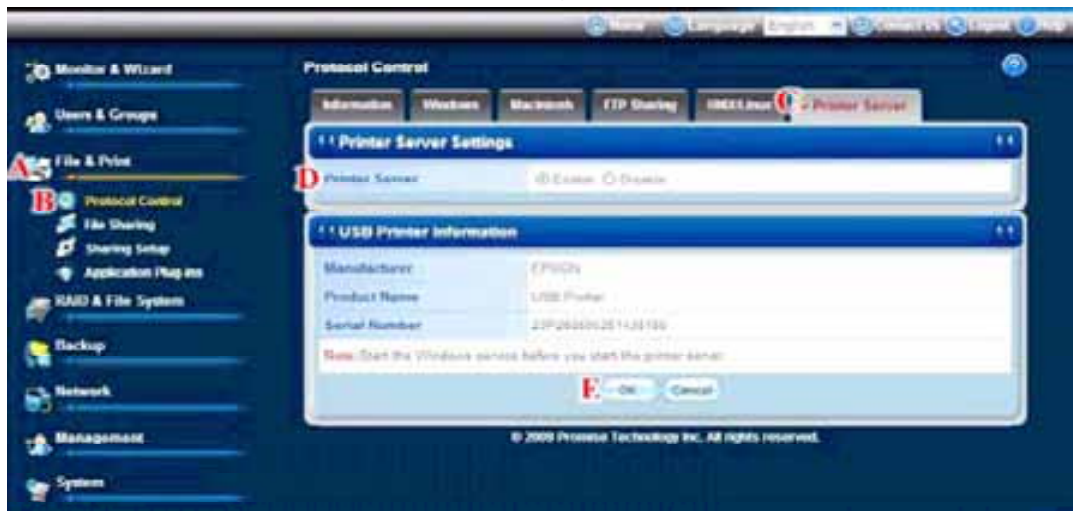 Home Language English Contact Us Logout Help
Monitor & Wizard
Users & Groups
A File & Print
B Protocol Control
File Sharing
Sharing Setup
Application Plug-ins
RAID & File System
Backup
Network
Management
System
Protocol Control
Information Windows Macintosh FTP Sharing UNIX/Linux C Printer Server
Printer Server Settings
D Printer Server Enable Disable
USB Printer Information
Manufacturer EPSON
Product Name USB Printer
Serial Number
Note: Start the Windows service before you start the printer server.
E OK Cancel
© 2009 Promise Technology Inc. All rights reserved.